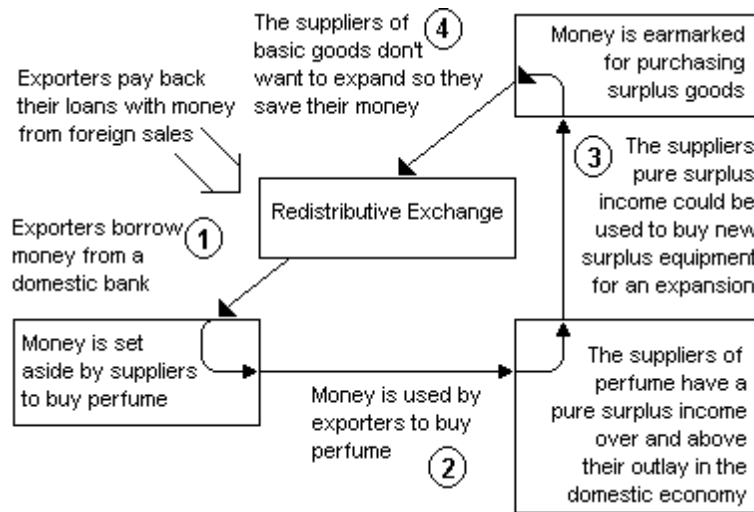 The suppliers of
basic goods don't
want to expand so they
save their money
4
Money is earmarked
for purchasing
surplus goods
Exporters pay back
their loans with money
from foreign sales
3
The suppliers
pure surplus
income could be
used to buy new
surplus equipment
for an expansion
Redistributive Exchange
Exporters borrow
money from a
domestic bank
1
Money is set
aside by suppliers
to buy perfume
Money is used by
exporters to buy
perfume
2
The suppliers of
perfume have a
pure surplus income
over and above
their outlay in the
domestic economy